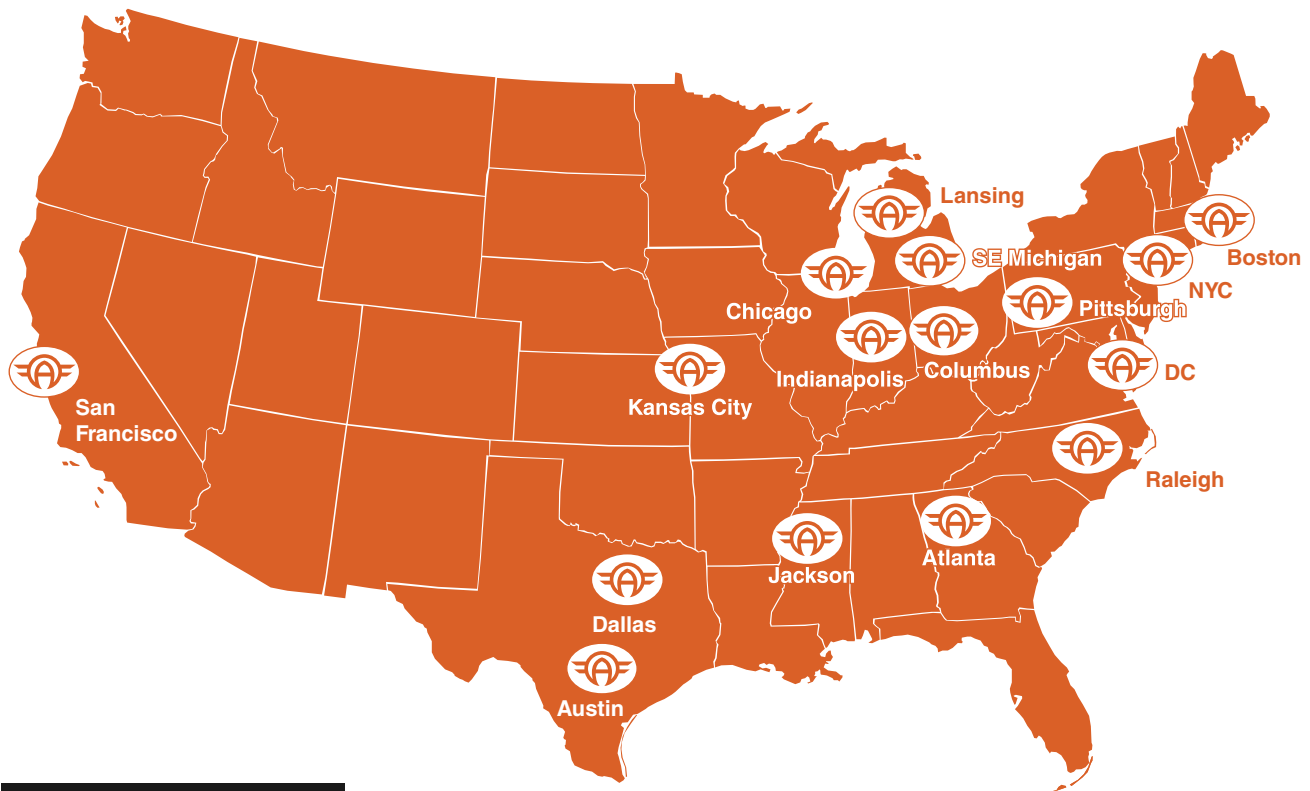 Lansing
SE Michigan
Boston
NYC
Chicago
Pittsburgh
Indianapolis
Columbus
DC
San
Francisco
Kansas City
Raleigh
Atlanta
Jackson
Dallas
Austin